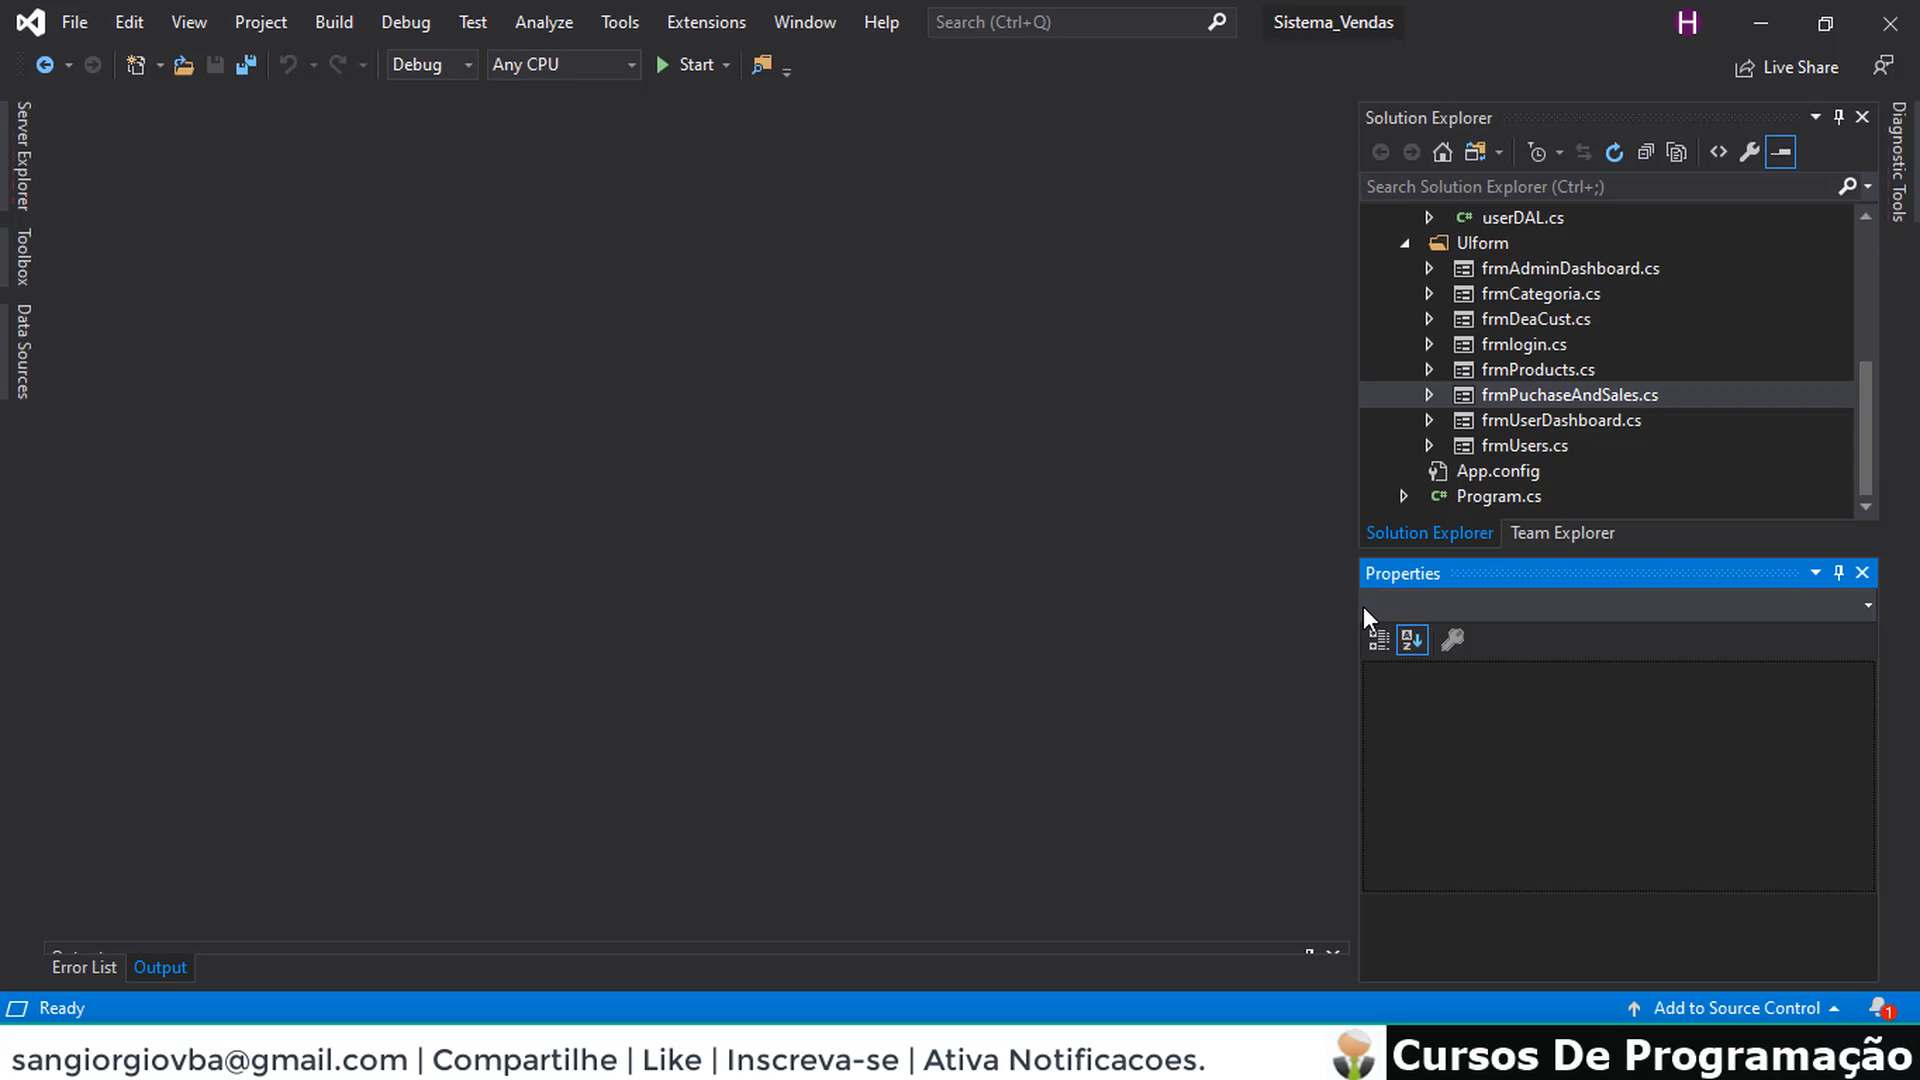 File Edit View Project Build Debug Test Analyze Tools Extensions Window Help Search (Ctrl+Q) Sistema_Vendas H
Debug Any CPU Start Live Share
Server Explorer
Toolbox
Data Sources
Solution Explorer
Search Solution Explorer (Ctrl+;)
userDAL.cs
UIform
frmAdminDashboard.cs
frmCategoria.cs
frmDeaCust.cs
frmlogin.cs
frmProducts.cs
frmPuchaseAndSales.cs
frmUserDashboard.cs
frmUsers.cs
App.config
Program.cs
Solution Explorer Team Explorer
Properties
Diagnostic Tools
Error List Output
Ready Add to Source Control 1
sangiorgiovba@gmail.com | Compartilhe | Like | Inscreva-se | Ativa Notificacoes. Cursos De Programação